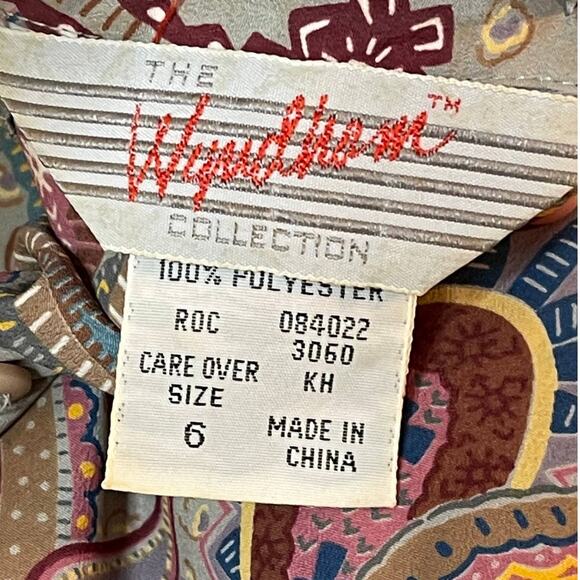 THE
Wyndham™
COLLECTION
100% POLYESTER
ROC 084022
3060
CARE OVER KH
SIZE
6 MADE IN
CHINA